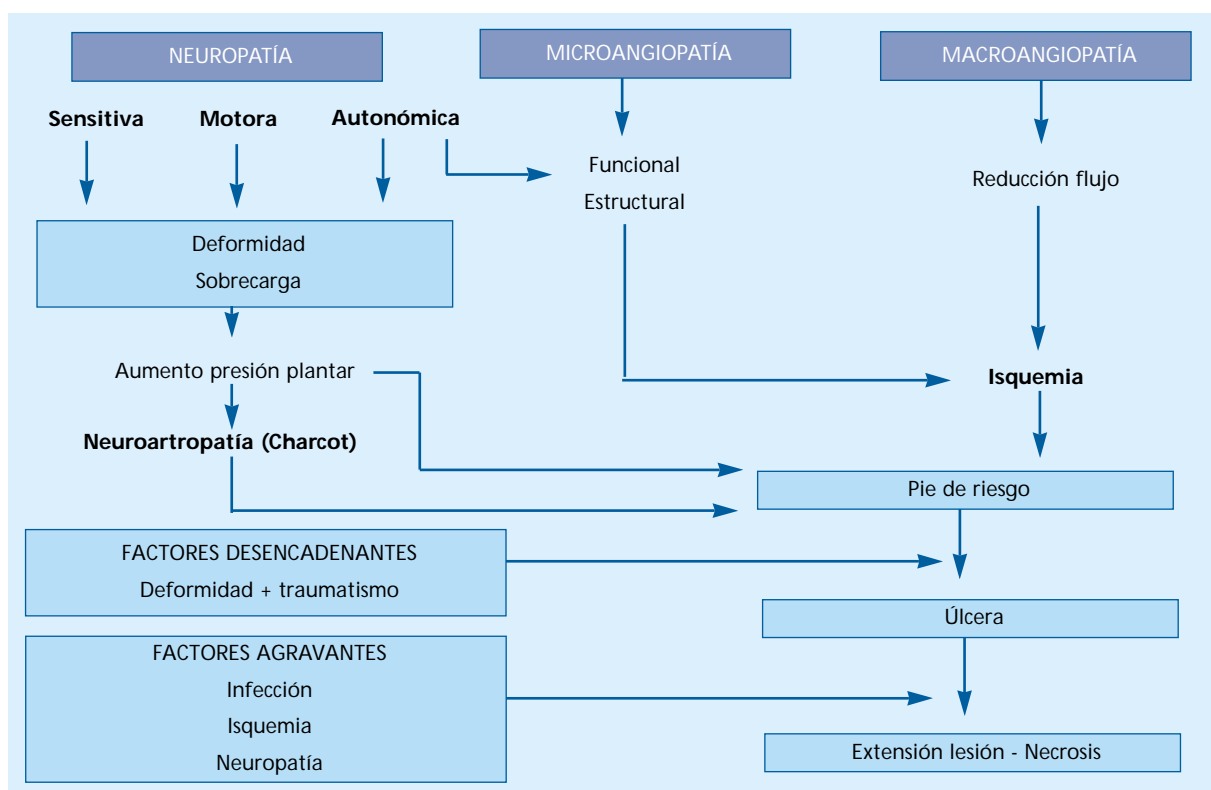 NEUROPATÍA
MICROANGIOPATÍA
MACROANGIOPATÍA
Sensitiva
Motora
Autonómica
Funcional
Estructural
Reducción flujo
Deformidad
Sobrecarga
Aumento presión plantar
Isquemia
Neuroartropatía (Charcot)
Pie de riesgo
FACTORES DESENCADENANTES
Deformidad + traumatismo
Úlcera
FACTORES AGRAVANTES
Infección
Isquemia
Neuropatía
Extensión lesión - Necrosis